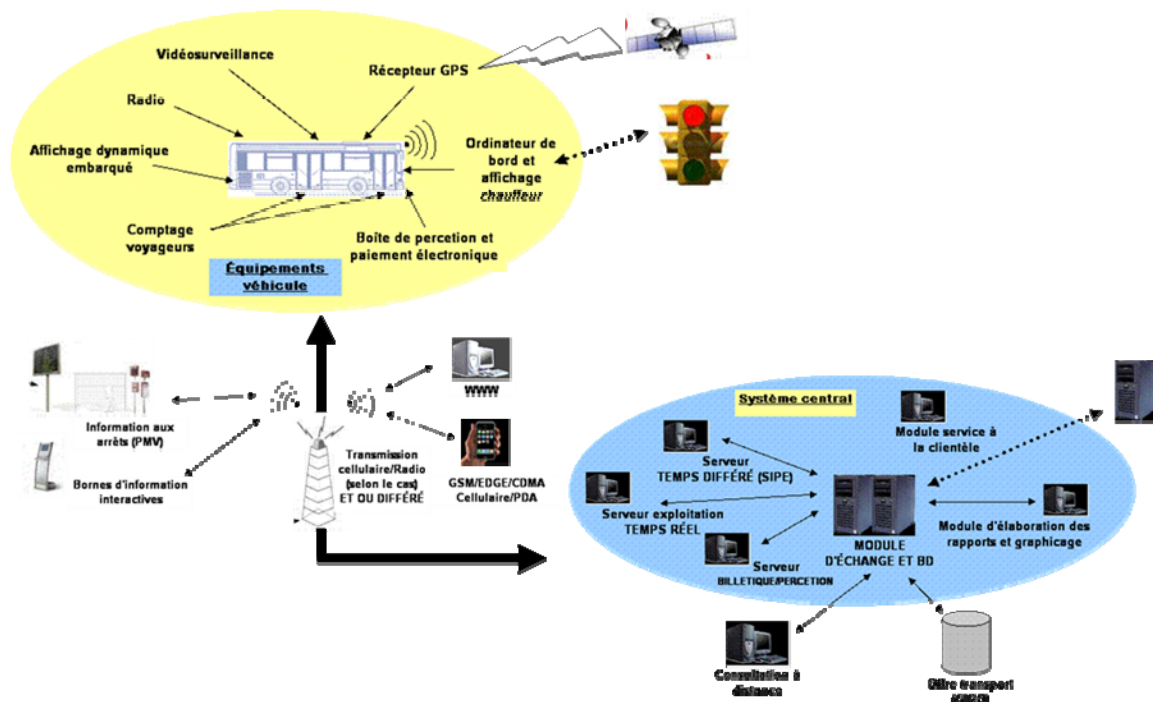 Vidéosurveillance
Récepteur GPS
Radio
Affichage dynamique
embarqué
Ordinateur de
bord et
affichage
chauffeur
Comptage
voyageurs
Boîte de percetion et
paiement électronique
Équipements
véhicule
WWW
Information aux
arrêts (PMV)
Bornes d'information
interactives
Transmission
cellulaire/Radio
(selon le cas)
ET OU DIFFÉRÉ
GSM/EDGE/CDMA
Cellulaire/PDA
Système central
Module service à
la clientèle
Serveur
TEMPS DIFFÉRÉ (SIPE)
Serveur exploitation
TEMPS RÉEL
Serveur
BILLETIQUE/PERCETION
MODULE
D'ÉCHANGE ET BD
Module d'élaboration des
rapports et graphicage
Consultation à
distance
Offre transport